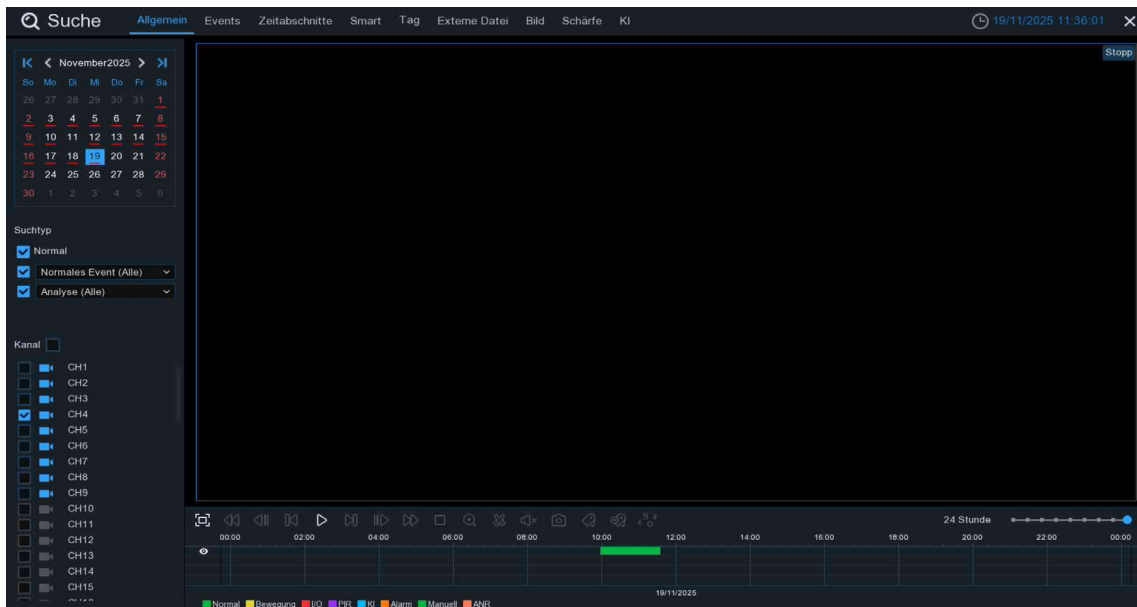 Suche Allgemein Events Zeitabschnitte Smart Tag Externe Datei Bild Schärfe KI 19/11/2025 11:36:01
Stopp
November2025
So Mo Di Mi Do Fr Sa
26 27 28 29 30 31 1
2 3 4 5 6 7 8
9 10 11 12 13 14 15
16 17 18 19 20 21 22
23 24 25 26 27 28 29
30 1 2 3 4 5 6
Suchtyp
Normal
Normales Event (Alle)
Analyse (Alle)
Kanal
CH1
CH2
CH3
CH4
CH5
CH6
CH7
CH8
CH9
CH10
CH11
CH12
CH13
CH14
CH15
24 Stunde
00:00 02:00 04:00 06:00 08:00 10:00 12:00 14:00 16:00 18:00 20:00 22:00 00:00
19/11/2025
Normal Bewegung I/O PIR KI Alarm Manuell ANR